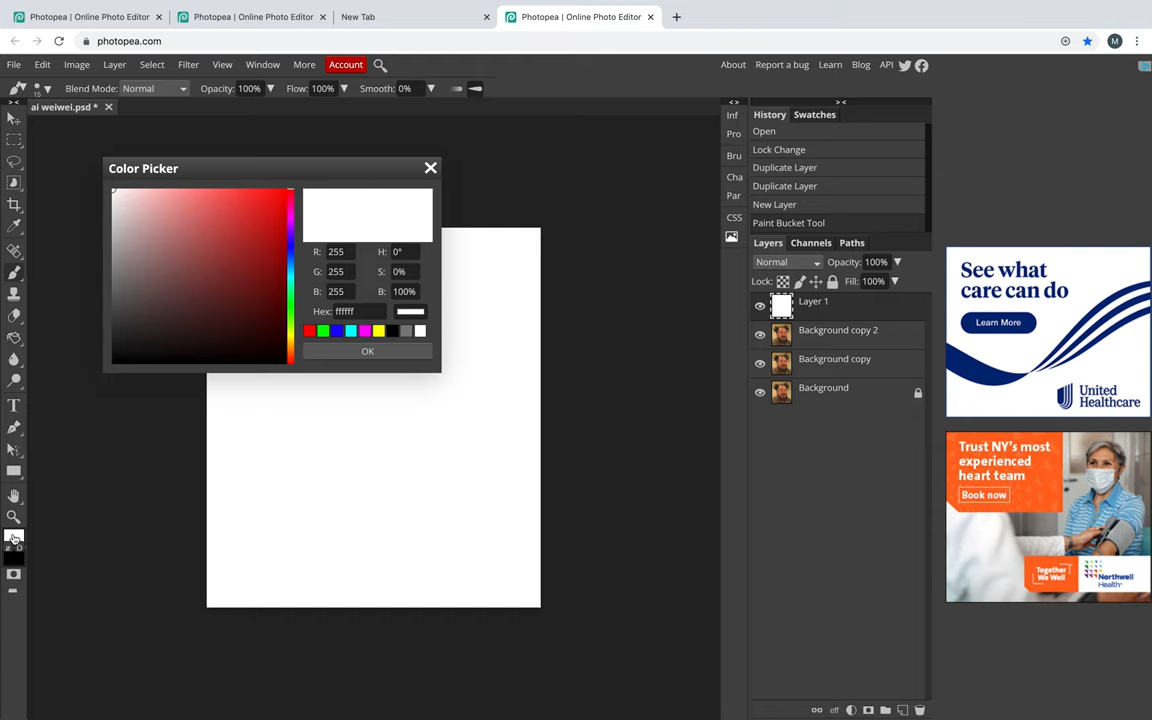 Photopea | Online Photo Editor
Photopea | Online Photo Editor
New Tab
Photopea | Online Photo Editor
photopea.com
M
File Edit Image Layer Select Filter View Window More Account
About Report a bug Learn Blog API
15 Blend Mode: Normal Opacity: 100% Flow: 100% Smooth: 0%
ai weiwei.psd *
Color Picker
R: 255 H: 0°
G: 255 S: 0%
B: 255 B: 100%
Hex: ffffff
OK
T
D
Inf
Pro
Bru
Cha
Par
CSS
History Swatches
Open
Lock Change
Duplicate Layer
Duplicate Layer
New Layer
Paint Bucket Tool
Layers Channels Paths
Normal Opacity: 100%
Lock: Fill: 100%
Layer 1
Background copy 2
Background copy
Background
eff
See what
care can do
Learn More
United
Healthcare
Trust NY's most
experienced
heart team
Book now
Together
We Well
Northwell
Health